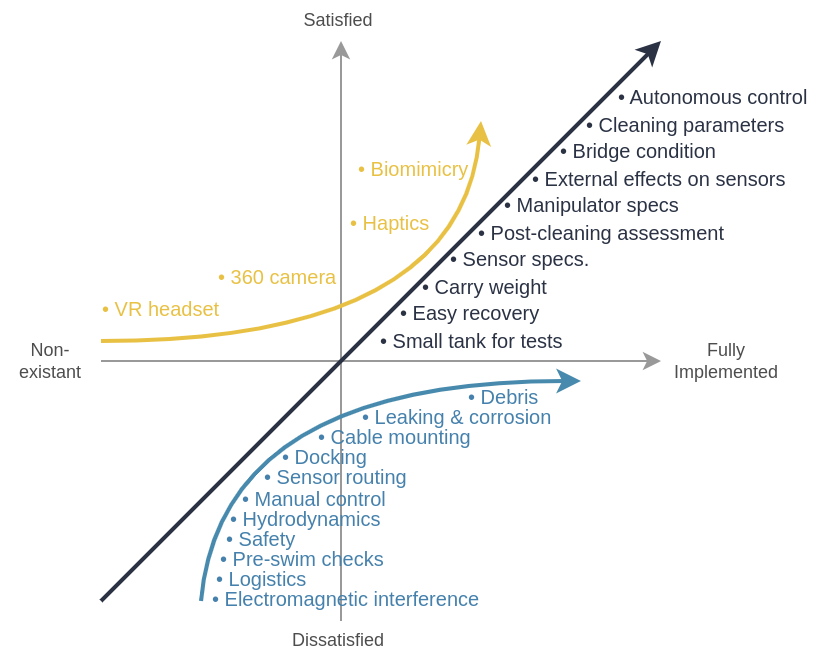 Satisfied
• Autonomous control
• Cleaning parameters
• Bridge condition
• Biomimicry
• External effects on sensors
• Manipulator specs
• Haptics
• Post-cleaning assessment
• Sensor specs.
• 360 camera
• Carry weight
• VR headset
• Easy recovery
• Small tank for tests
Non-
existant
Fully
Implemented
• Debris
• Leaking & corrosion
• Cable mounting
• Docking
• Sensor routing
• Manual control
• Hydrodynamics
• Safety
• Pre-swim checks
• Logistics
• Electromagnetic interference
Dissatisfied